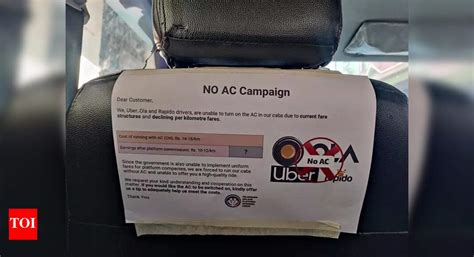 NO AC Campaign
Dear Customer,
We, Uber, Ola and Rapido drivers, are unable to turn on the AC in our cabs due to current fare
structures and declining per kilometre fares.
Cost of running with AC (ON): Rs. 14-15/km
Earnings after platform commissions: Rs. 10-12/km
?
Since the government is also unable to implement uniform
fares for platform companies, we are forced to run our cabs
without AC and unable to offer you a high-quality ride.
We request your kind understanding and cooperation on this
matter. If you would like the AC to be switched on, kindly offer
us a tip to adequately help us meet the costs.
Thank You,
No AC
Ola
Uber
rapido
TOI